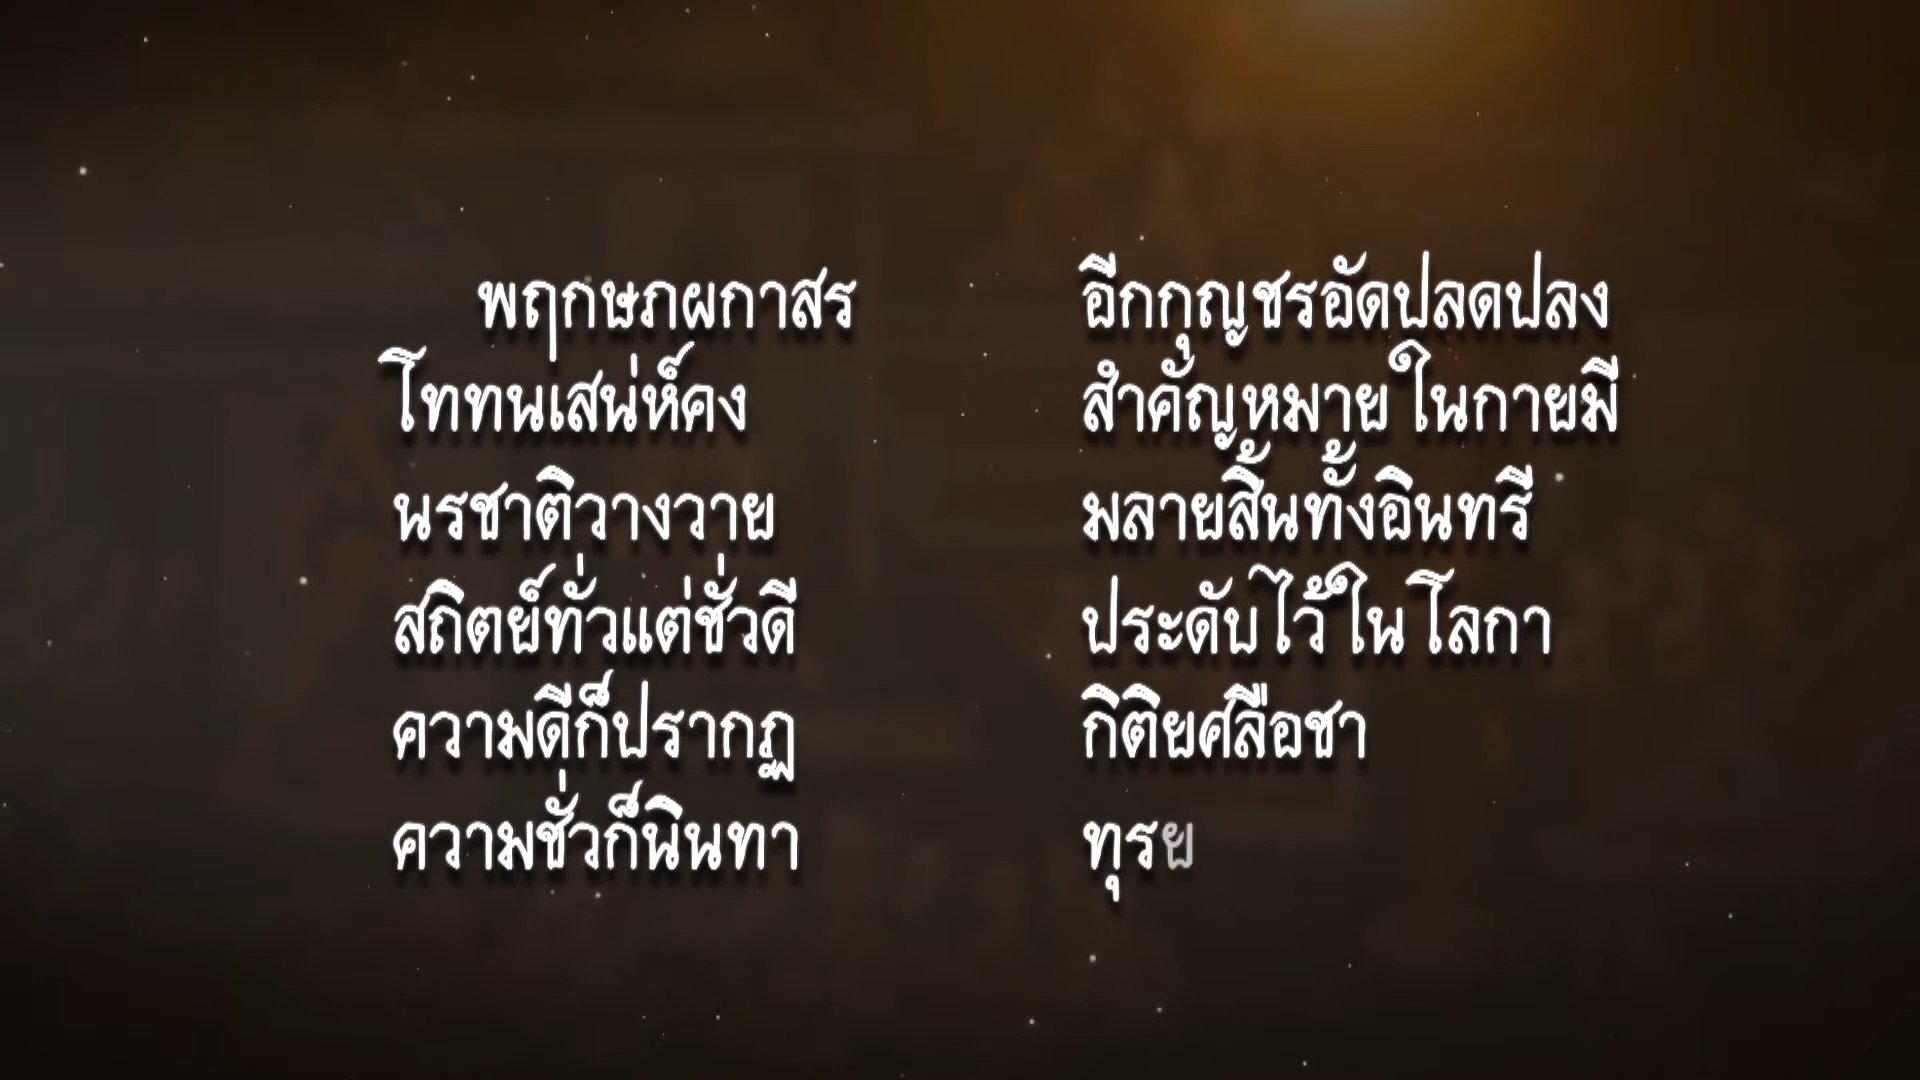 พฤกษภผกาสร อีกกุญชรอัดปลดปลง
โททนเสน่ห์คง สำคัญหมายในกายมี
นรชาติวางวาย มลายสิ้นทั้งอินทรี
สถิตย์ทั่วแต่ชั่วดี ประดับไว้ในโลกา
ความดีก็ปรากฏ กิติยศลือชา
ความชั่วก็นินทา ทุรย